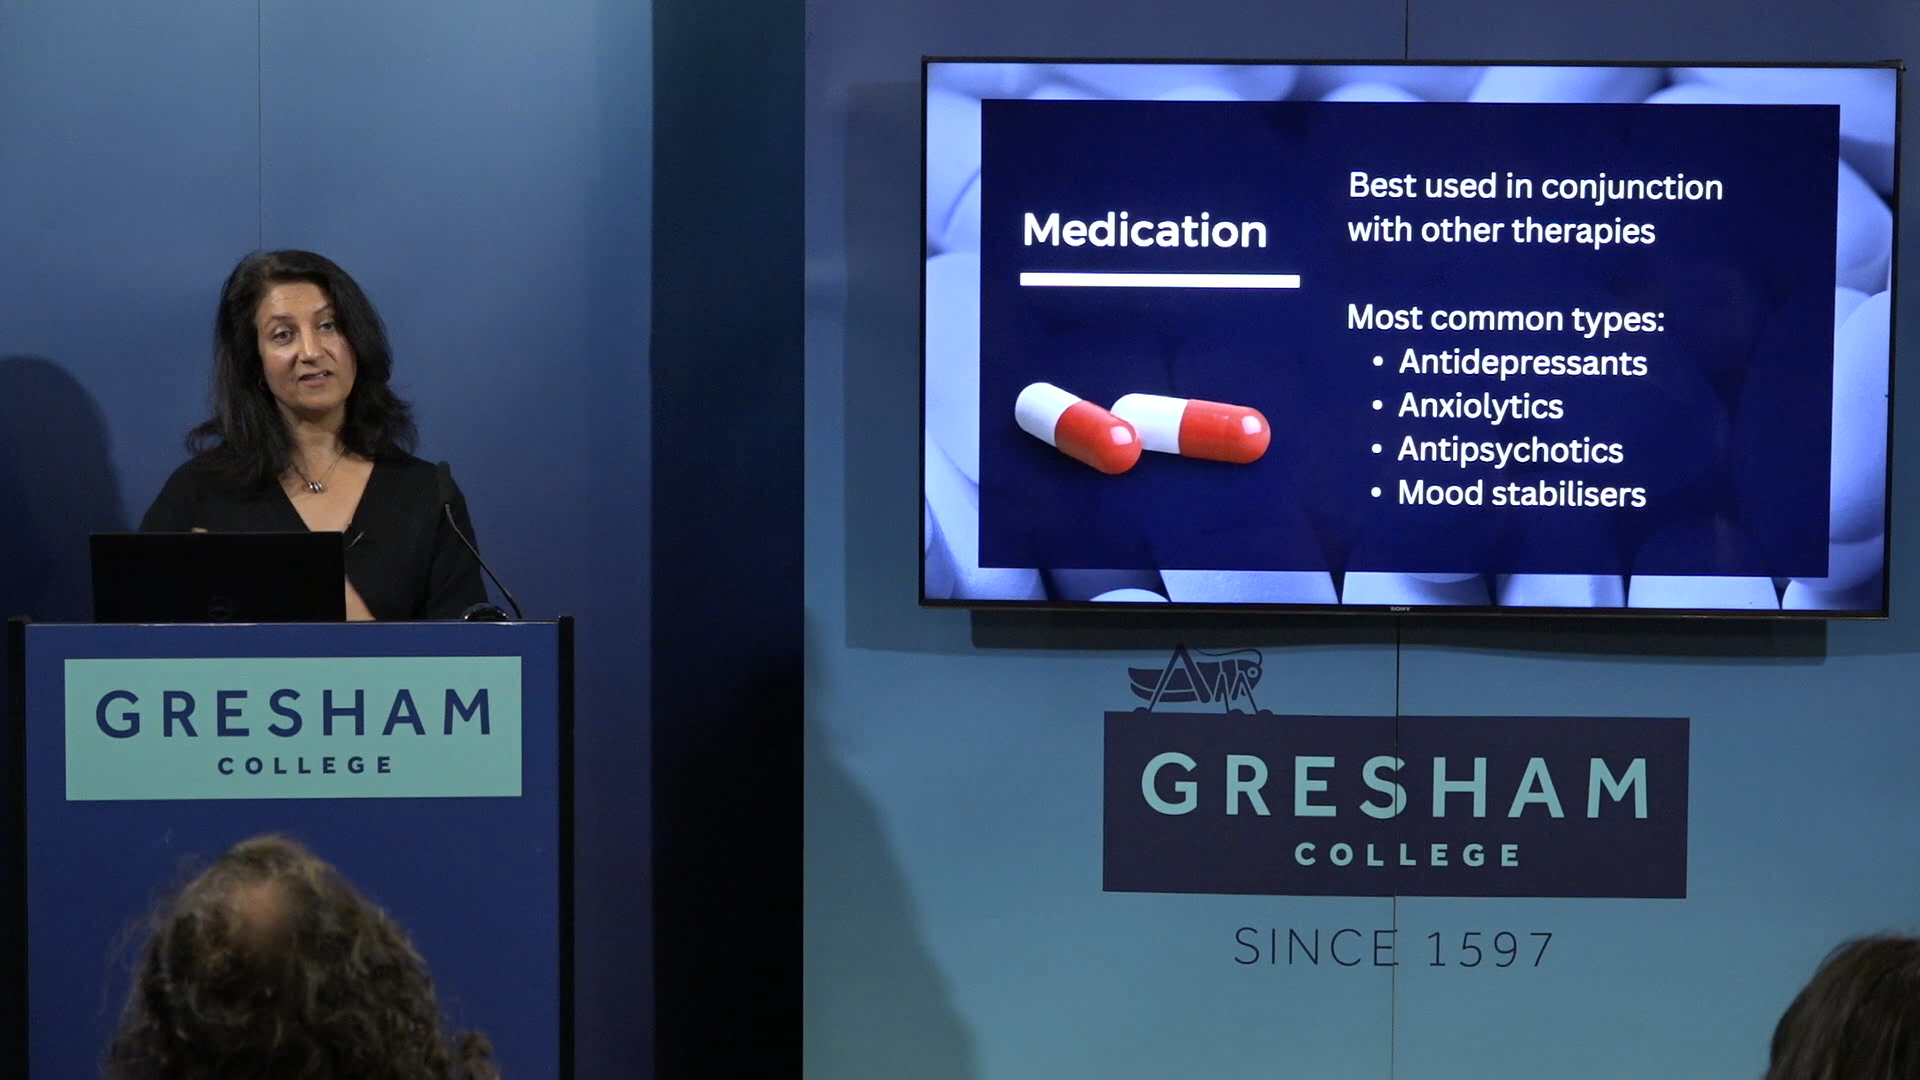 Medication
Best used in conjunction
with other therapies
Most common types:
• Antidepressants
• Anxiolytics
• Antipsychotics
• Mood stabilisers
SONY
GRESHAM
COLLEGE
GRESHAM
COLLEGE
SINCE 1597